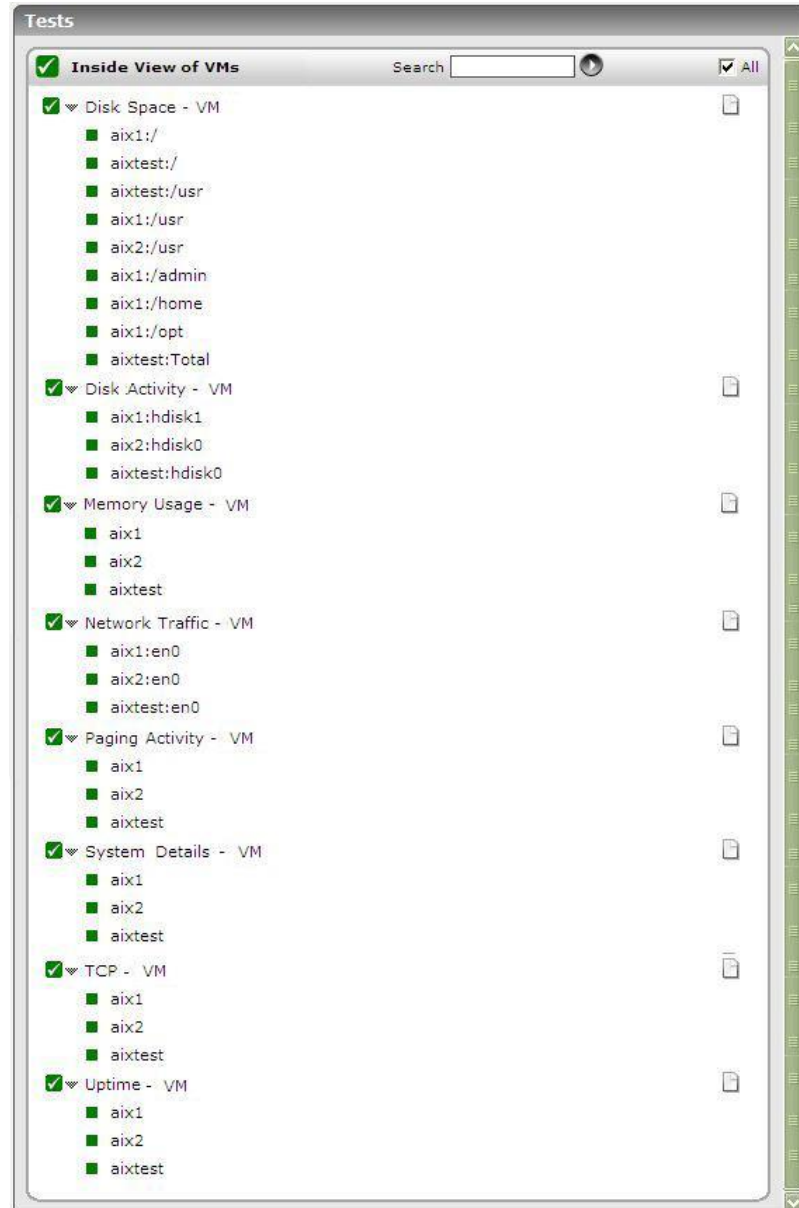 Tests
Inside View of VMs Search All
Disk Space - VM
aix1:/
aixtest:/
aixtest:/usr
aix1:/usr
aix2:/usr
aix1:/admin
aix1:/home
aix1:/opt
aixtest:Total
Disk Activity - VM
aix1:hdisk1
aix2:hdisk0
aixtest:hdisk0
Memory Usage - VM
aix1
aix2
aixtest
Network Traffic - VM
aix1:en0
aix2:en0
aixtest:en0
Paging Activity - VM
aix1
aix2
aixtest
System Details - VM
aix1
aix2
aixtest
TCP - VM
aix1
aix2
aixtest
Uptime - VM
aix1
aix2
aixtest